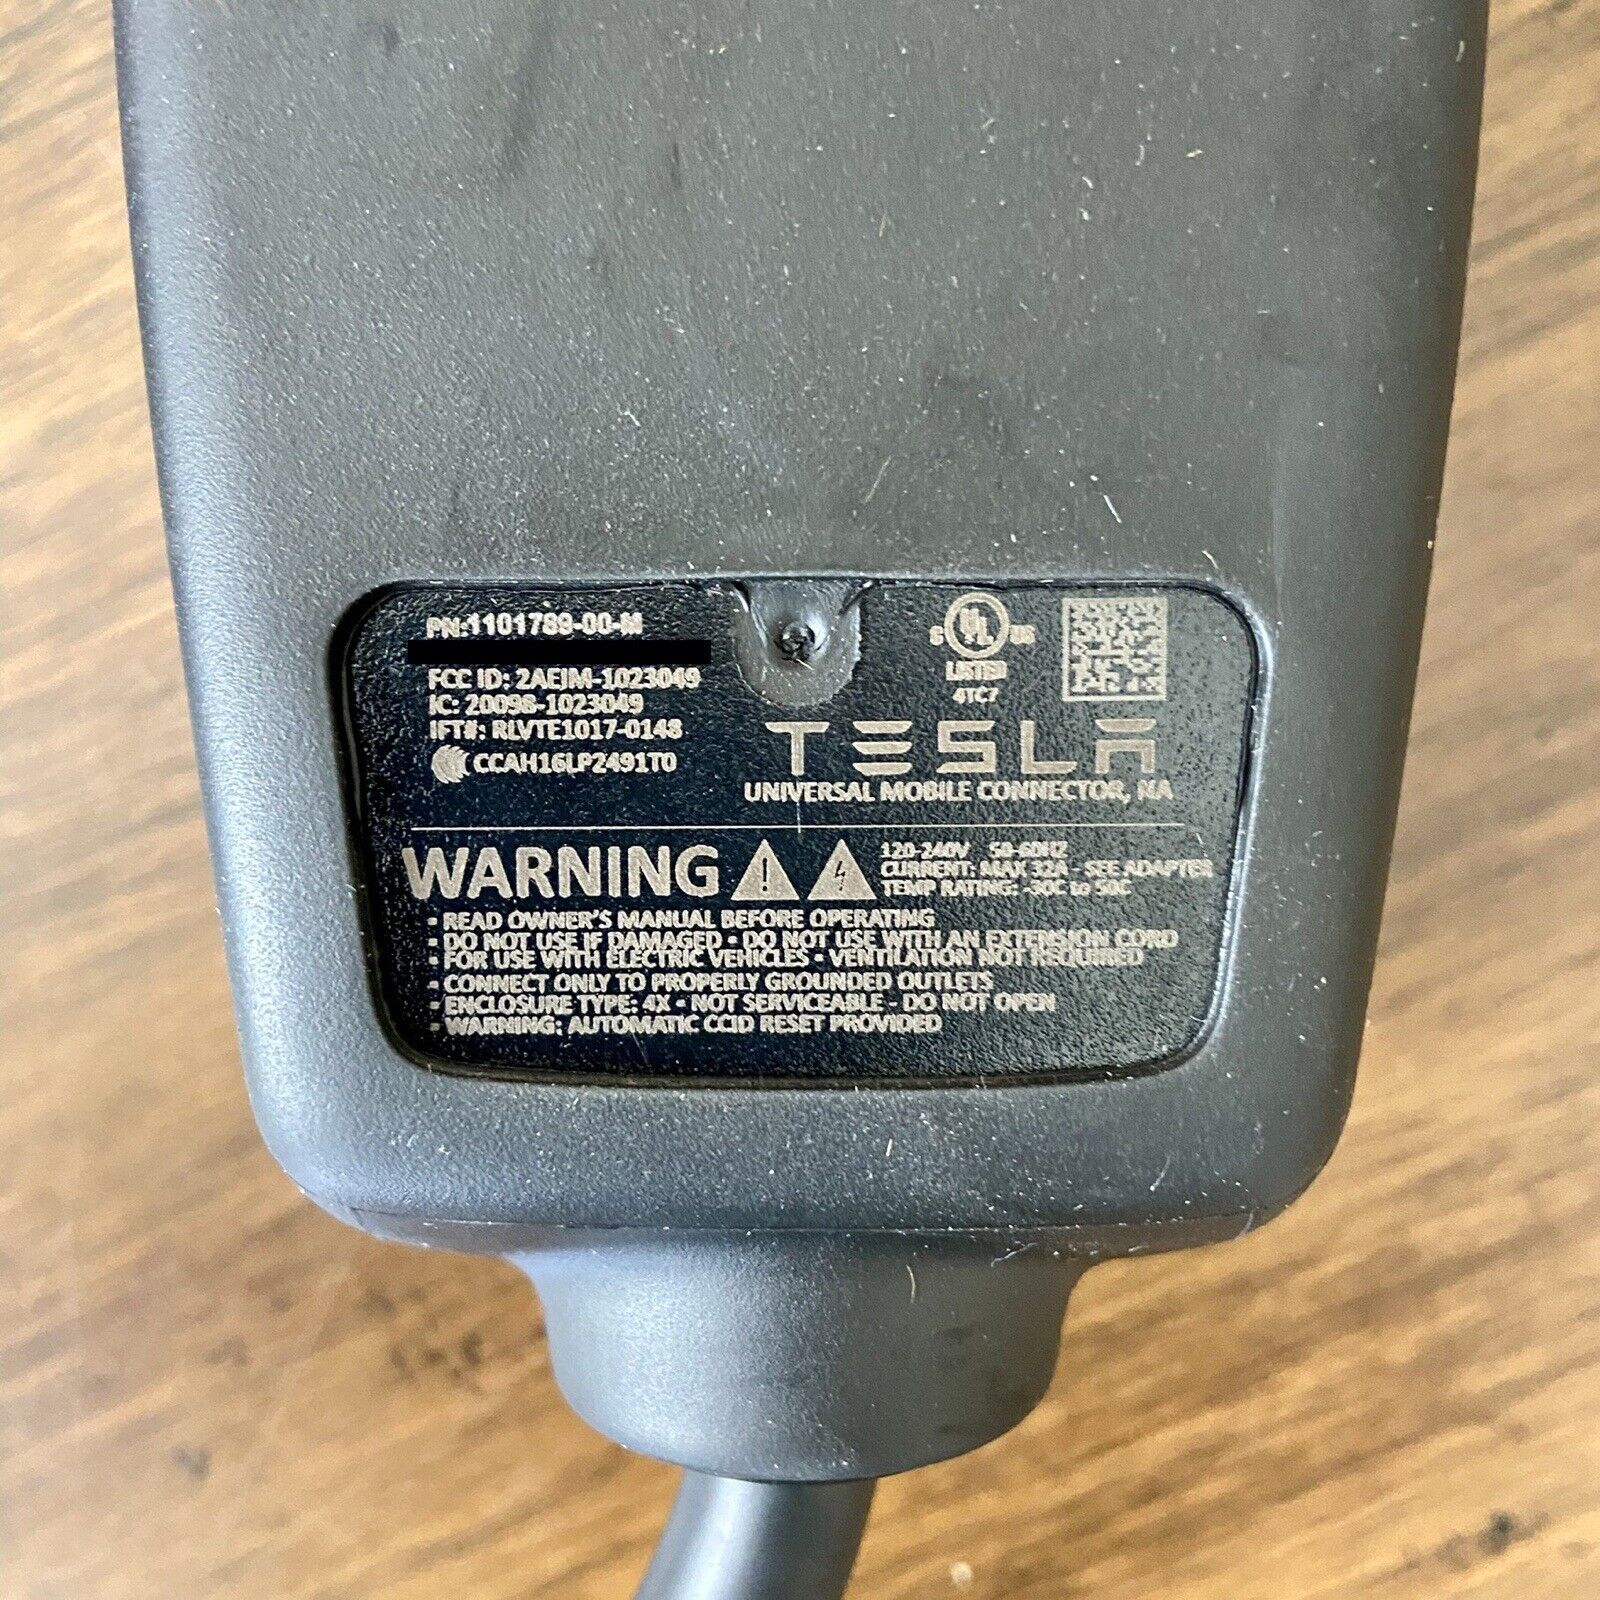 PN:1101789-00-M
FCC ID: 2AEIM-1023049
IC: 20098-1023049
IFT#: RLVTE1017-0148
CCAH16LP2491T0
C UL US
LISTED
4TC7
TESLA
UNIVERSAL MOBILE CONNECTOR, NA
WARNING
120-240V 50-60HZ
CURRENT: MAX 32A - SEE ADAPTER
TEMP RATING: -30C to 50C
• READ OWNER'S MANUAL BEFORE OPERATING
• DO NOT USE IF DAMAGED • DO NOT USE WITH AN EXTENSION CORD
• FOR USE WITH ELECTRIC VEHICLES • VENTILATION NOT REQUIRED
• CONNECT ONLY TO PROPERLY GROUNDED OUTLETS
• ENCLOSURE TYPE: 4X • NOT SERVICEABLE - DO NOT OPEN
• WARNING: AUTOMATIC CCID RESET PROVIDED